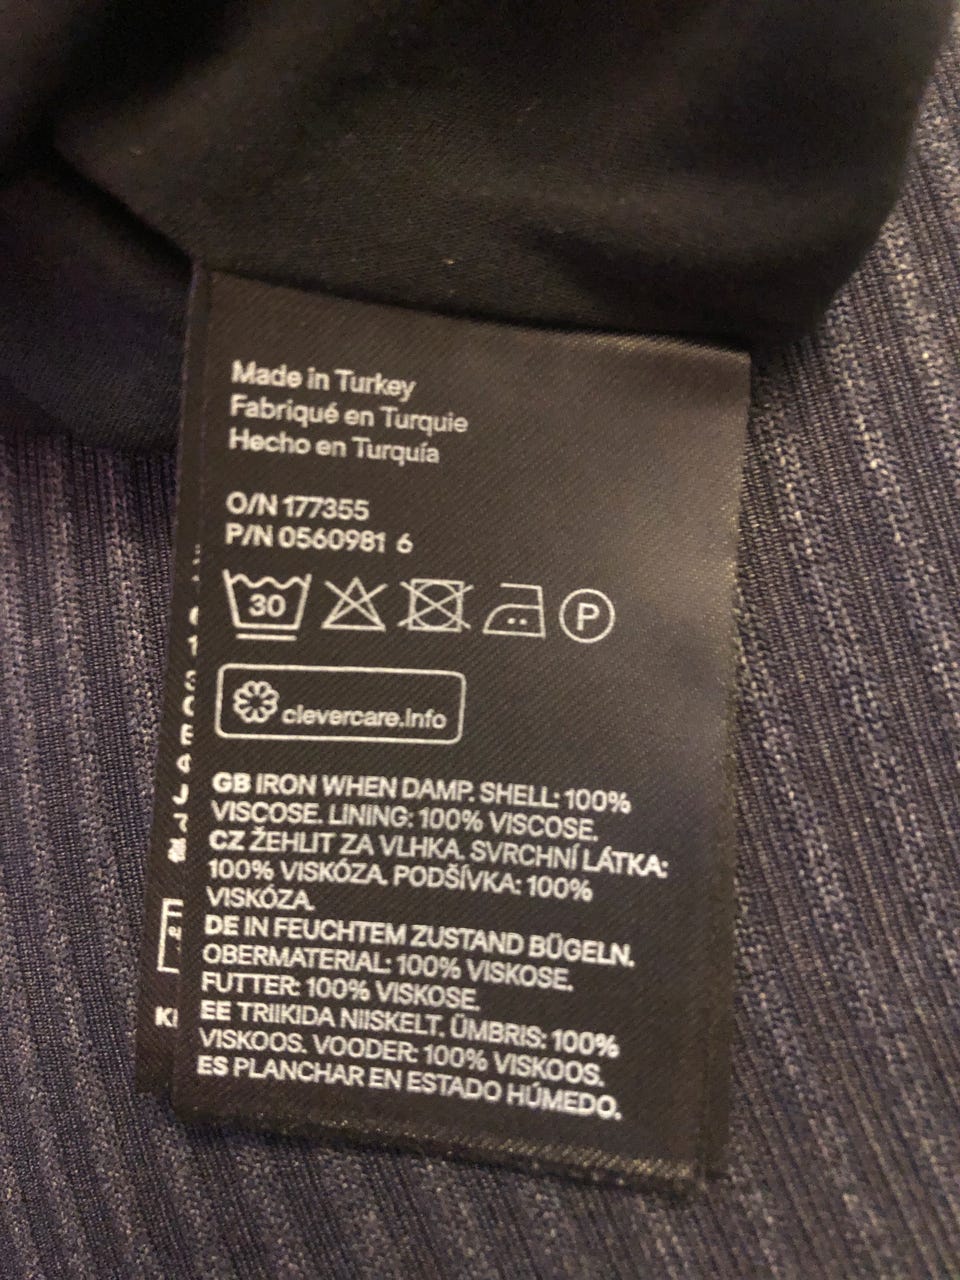 Made in Turkey
Fabriqué en Turquie
Hecho en Turquía
O/N 177355
P/N 0560981 6
30
P
clevercare.info
GB IRON WHEN DAMP. SHELL: 100%
VISCOSE. LINING: 100% VISCOSE.
CZ ŽEHLIT ZA VLHKA. SVRCHNÍ LÁTKA:
100% VISKÓZA. PODŠÍVKA: 100%
VISKÓZA.
DE IN FEUCHTEM ZUSTAND BÜGELN.
OBERMATERIAL: 100% VISKOSE.
FUTTER: 100% VISKOSE.
EE TRIIKIDA NIISKELT. ÜMBRIS: 100%
VISKOOS. VOODER: 100% VISKOOS.
ES PLANCHAR EN ESTADO HÚMEDO.